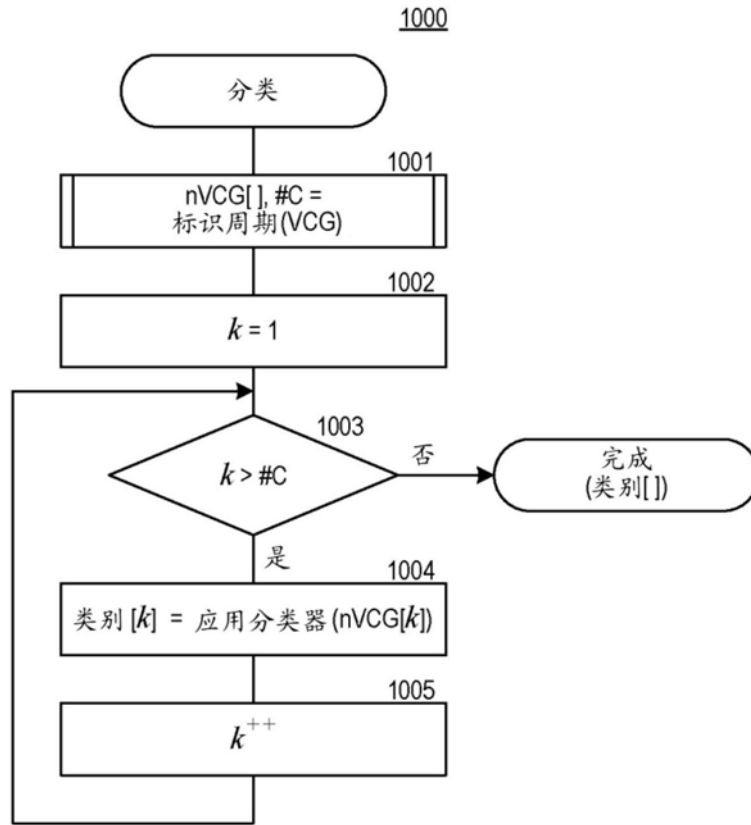 1000
分类
1001
nVCG[ ], #C =
标识周期(VCG)
1002
k = 1
1003
k > #C
否
完成
(类别[ ])
是
1004
类别 [k] = 应用分类器(nVCG[k])
1005
k++